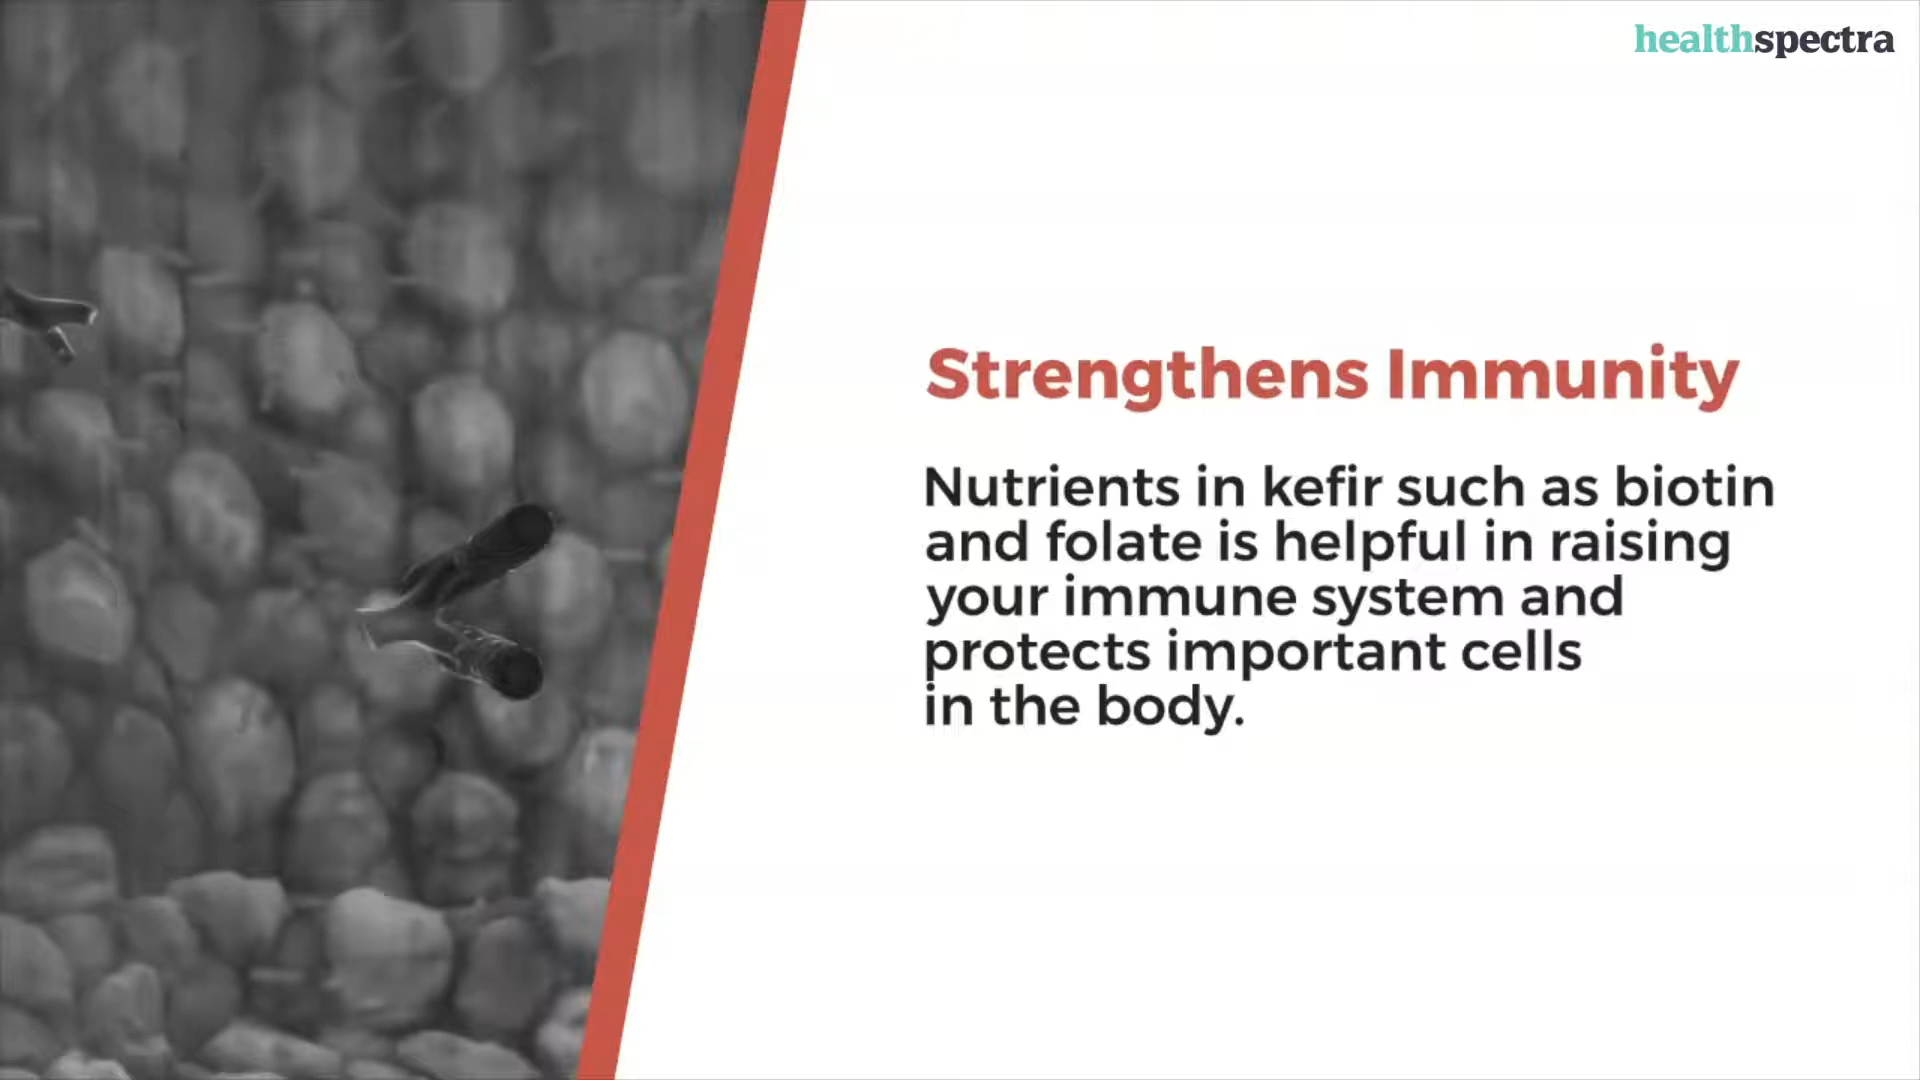 healthspectra
Strengthens Immunity
Nutrients in kefir such as biotin
and folate is helpful in raising
your immune system and
protects important cells
in the body.